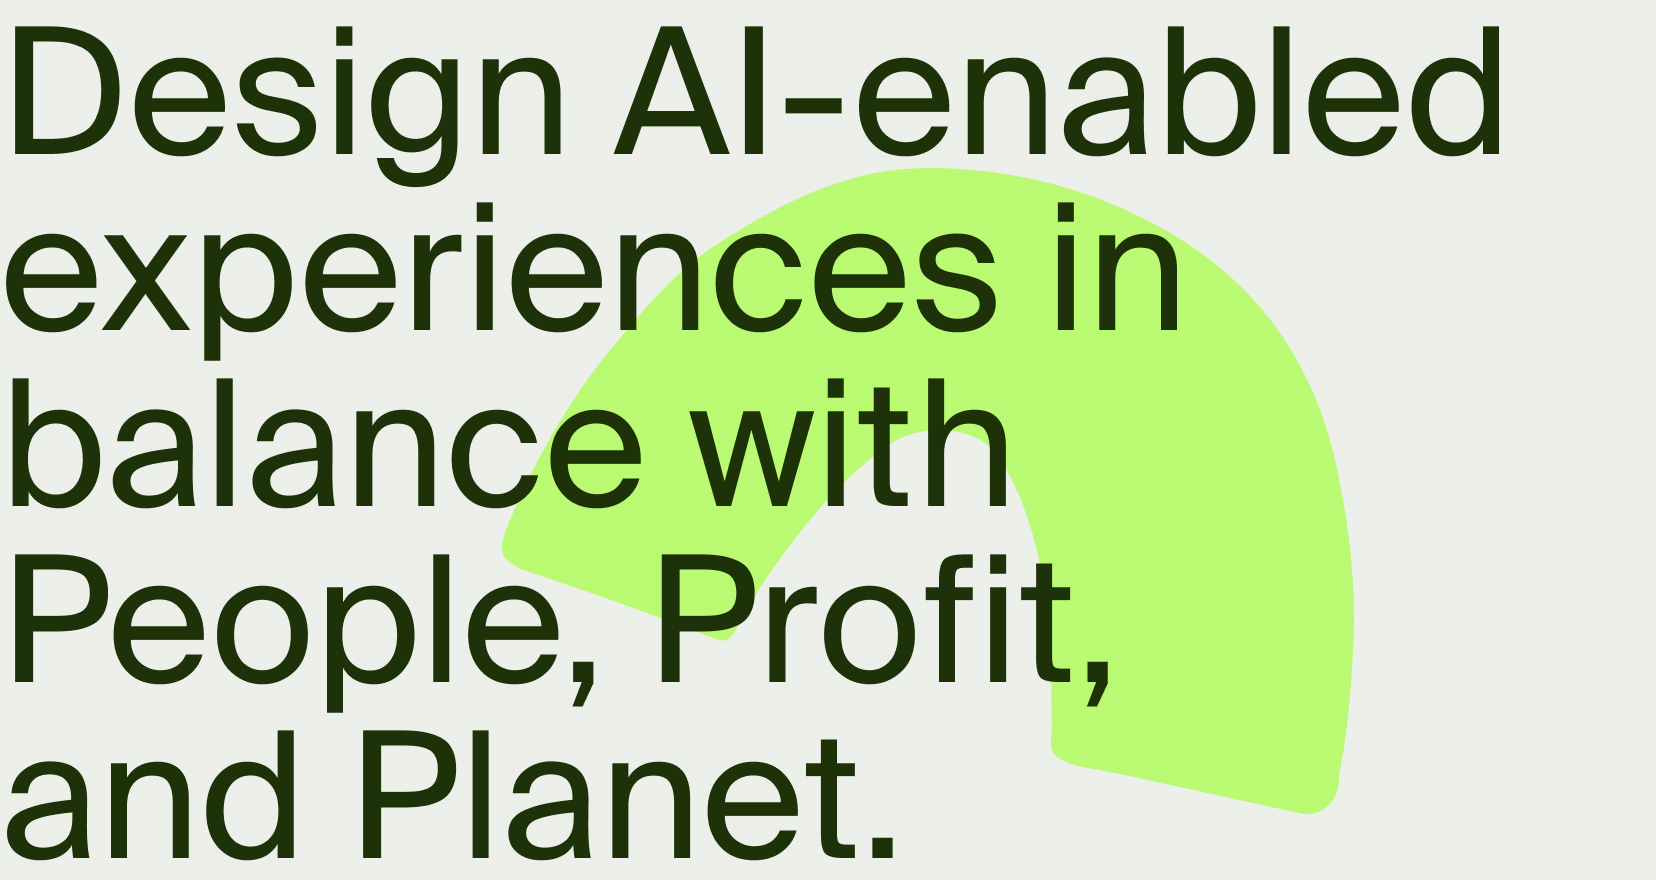 Design AI-enabled
experiences in
balance with
People, Profit,
and Planet.